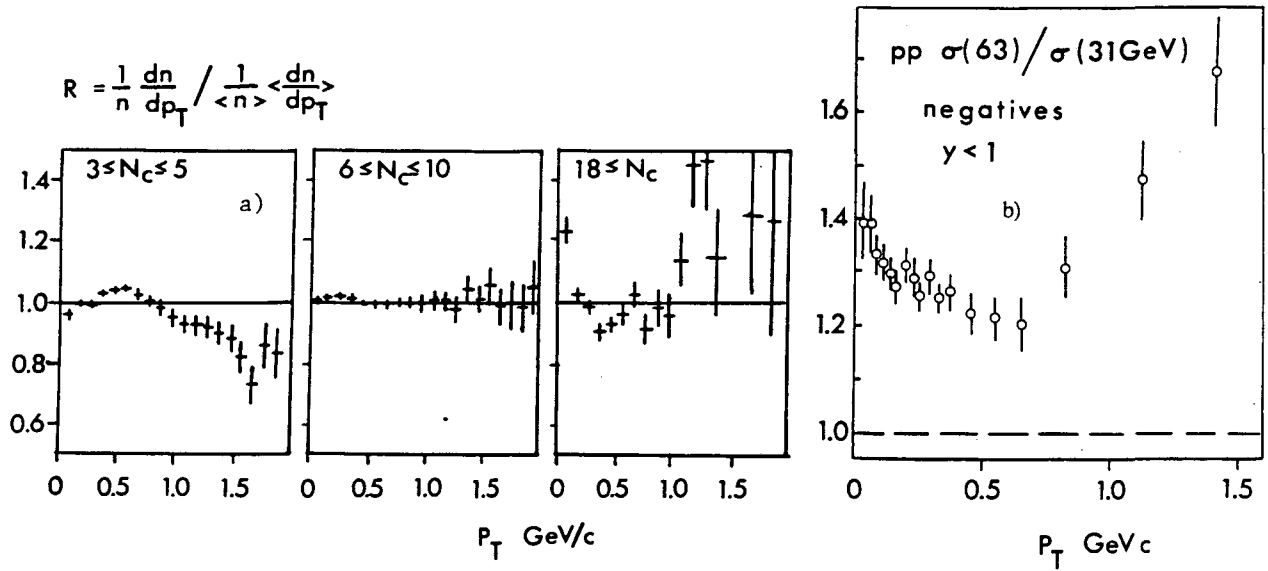 R = 1/n dn/dp_T / 1/<n> <dn/dp_T>
3≤N_C≤5
a)
6≤N_C≤10
18≤N_C
1.4
1.2
1.0
0.8
0.6
0 0.5 1.0 1.5
0 0.5 1.0 1.5
0 0.5 1.0 1.5
P_T GeV/c
pp σ(63)/σ(31GeV)
negatives
y < 1
b)
1.6
1.4
1.2
1.0
0 0.5 1.0 1.5
P_T GeV c